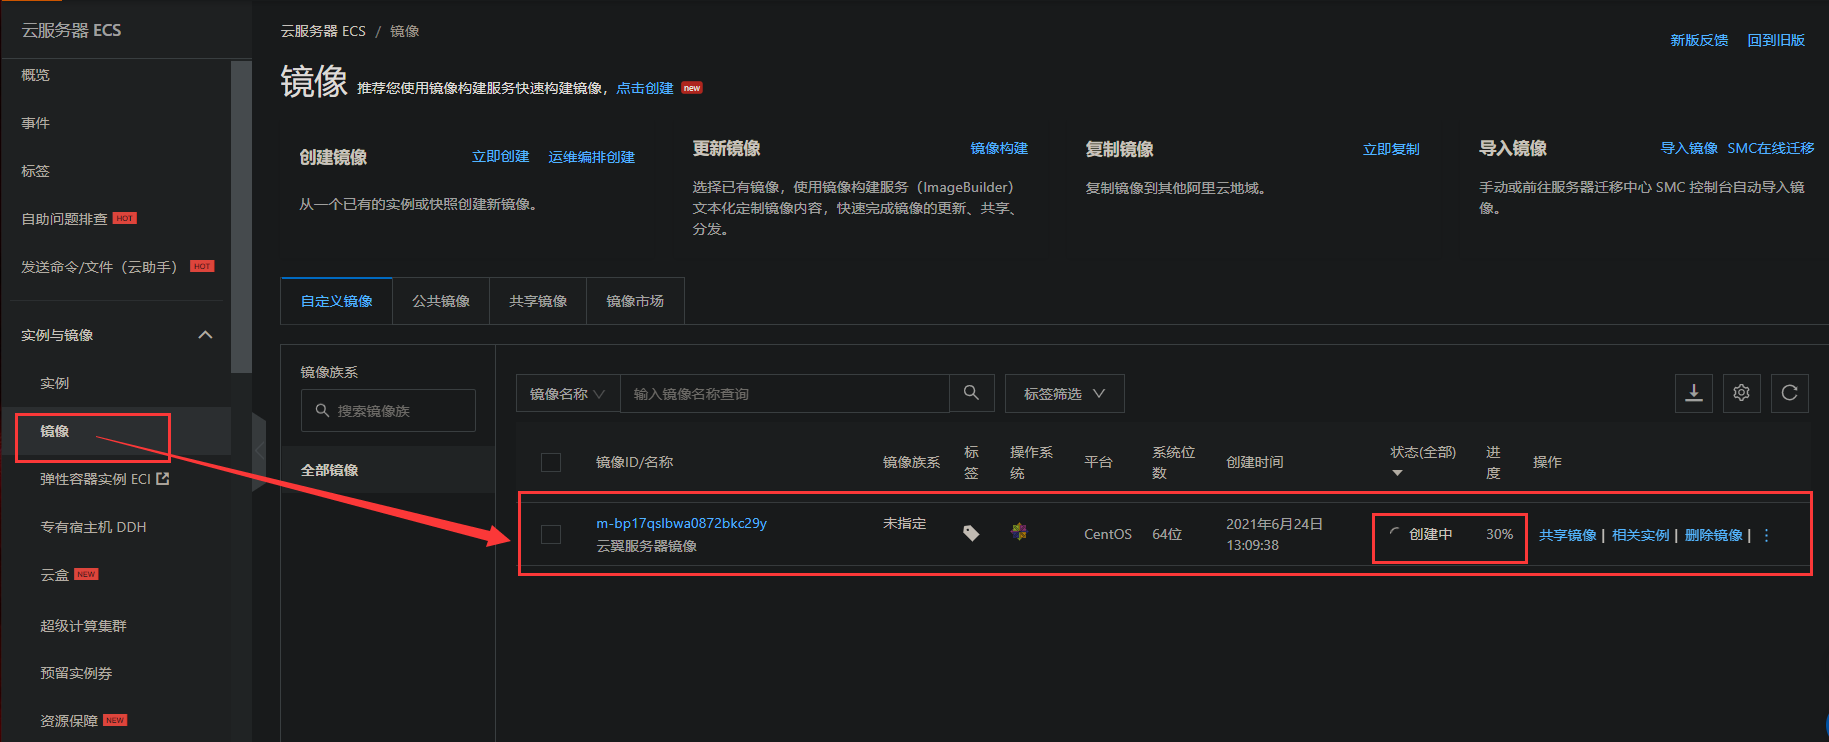 云服务器 ECS
概览
事件
标签
自助问题排查 HOT
发送命令/文件（云助手） HOT
实例与镜像
实例
镜像
弹性容器实例 ECI
专有宿主机 DDH
云盒 NEW
超级计算集群
预留实例券
资源保障 NEW
云服务器 ECS / 镜像
新版反馈 回到旧版
镜像 推荐您使用镜像构建服务快速构建镜像，点击创建 new
创建镜像 立即创建 运维编排创建
从一个已有的实例或快照创建新镜像。
更新镜像 镜像构建
选择已有镜像，使用镜像构建服务（ImageBuilder）
文本化定制镜像内容，快速完成镜像的更新、共享、
分发。
复制镜像 立即复制
复制镜像到其他阿里云地域。
导入镜像 导入镜像 SMC在线迁移
手动或前往服务器迁移中心 SMC 控制台自动导入镜
像。
自定义镜像 公共镜像 共享镜像 镜像市场
镜像族系
搜索镜像族
全部镜像
镜像名称 输入镜像名称查询 标签筛选
镜像ID/名称 镜像族系 标
签 操作系
统 平台 系统位
数 创建时间 状态(全部) 进
度 操作
m-bp17qslbwa0872bkc29y
云翼服务器镜像
未指定 CentOS 64位 2021年6月24日
13:09:38
创建中 30% 共享镜像 | 相关实例 | 删除镜像 |